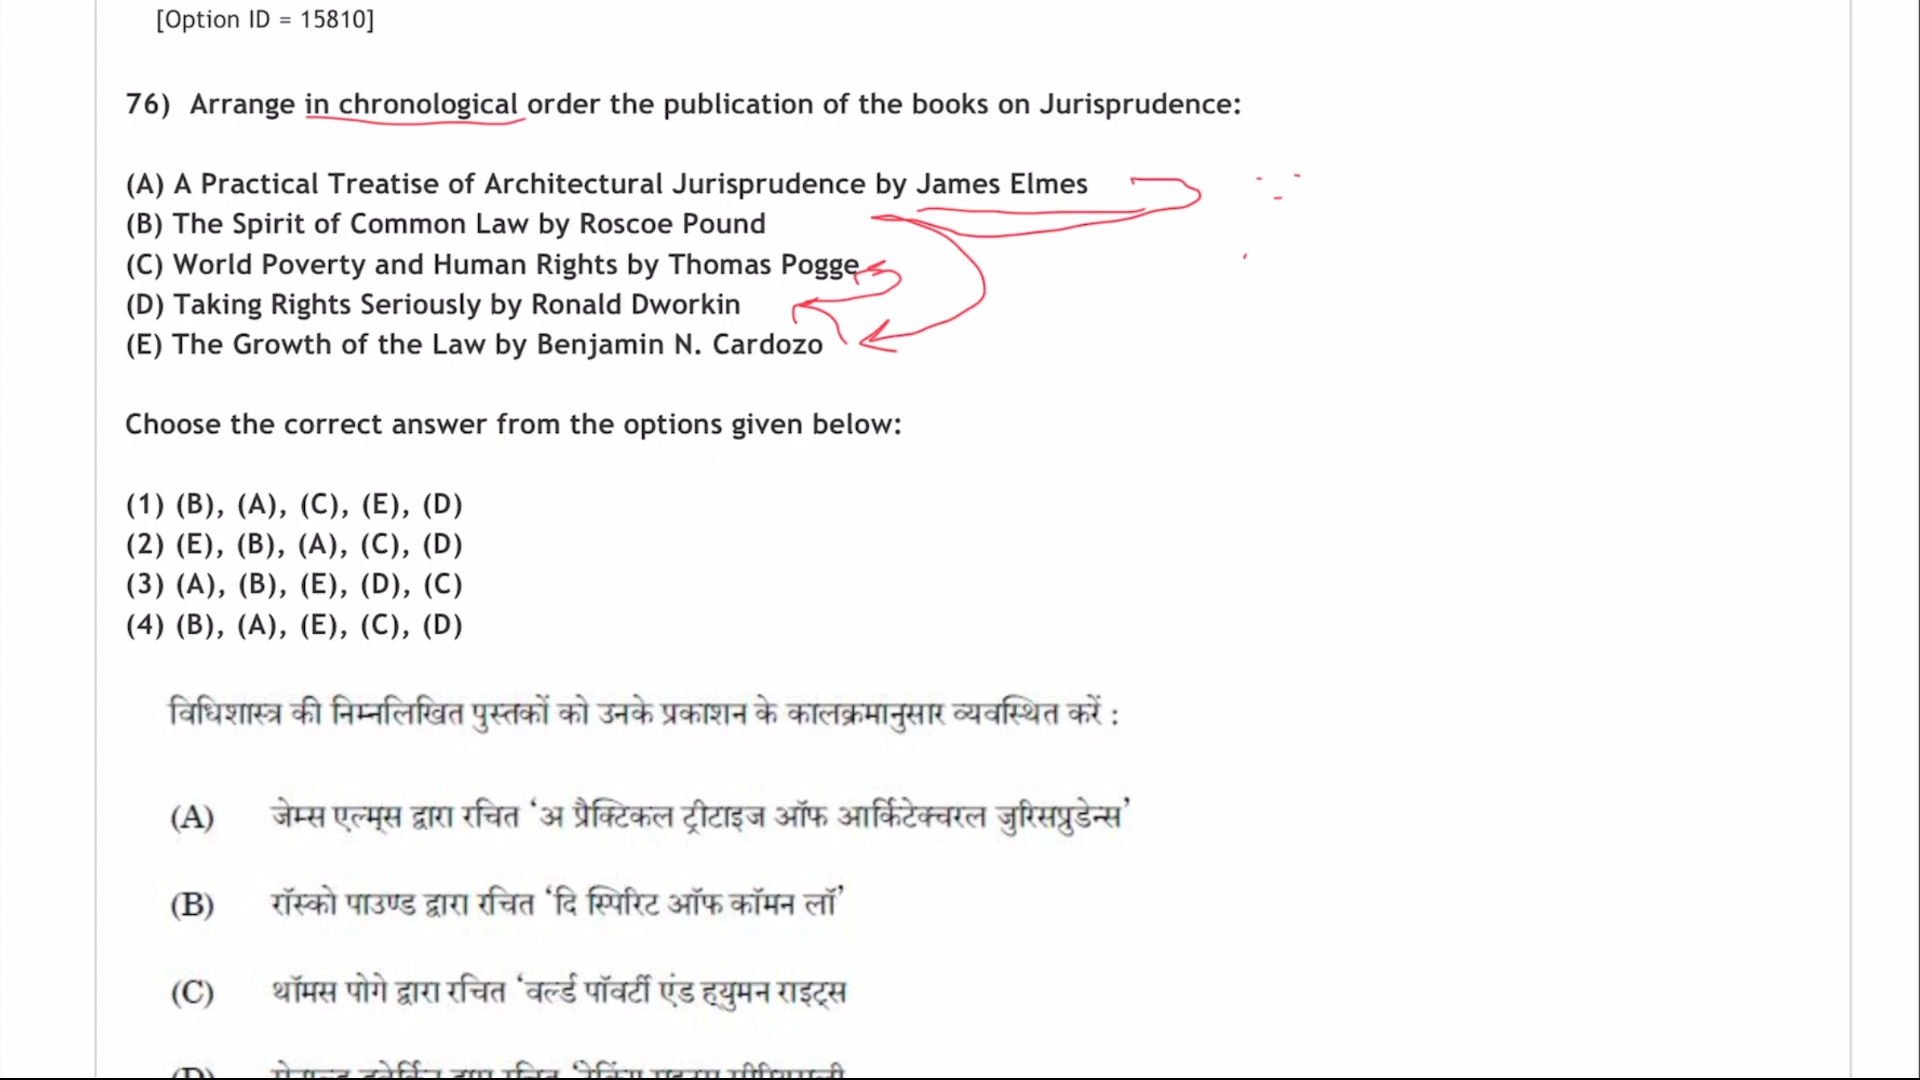 [Option ID = 15810]
76) Arrange in chronological order the publication of the books on Jurisprudence:
(A) A Practical Treatise of Architectural Jurisprudence by James Elmes
(B) The Spirit of Common Law by Roscoe Pound
(C) World Poverty and Human Rights by Thomas Pogge
(D) Taking Rights Seriously by Ronald Dworkin
(E) The Growth of the Law by Benjamin N. Cardozo
Choose the correct answer from the options given below:
(1) (B), (A), (C), (E), (D)
(2) (E), (B), (A), (C), (D)
(3) (A), (B), (E), (D), (C)
(4) (B), (A), (E), (C), (D)
विधिशास्त्र की निम्नलिखित पुस्तकों को उनके प्रकाशन के कालक्रमानुसार व्यवस्थित करें :
(A) जेम्स एल्म्स द्वारा रचित ‘अ प्रैक्टिकल ट्रीटाइज ऑफ आर्किटेक्चरल जुरिसप्रुडेन्स’
(B) रॉस्को पाउण्ड द्वारा रचित ‘दि स्पिरिट ऑफ कॉमन लॉ’
(C) थॉमस पोगे द्वारा रचित ‘वर्ल्ड पॉवर्टी एंड ह्युमन राइट्स